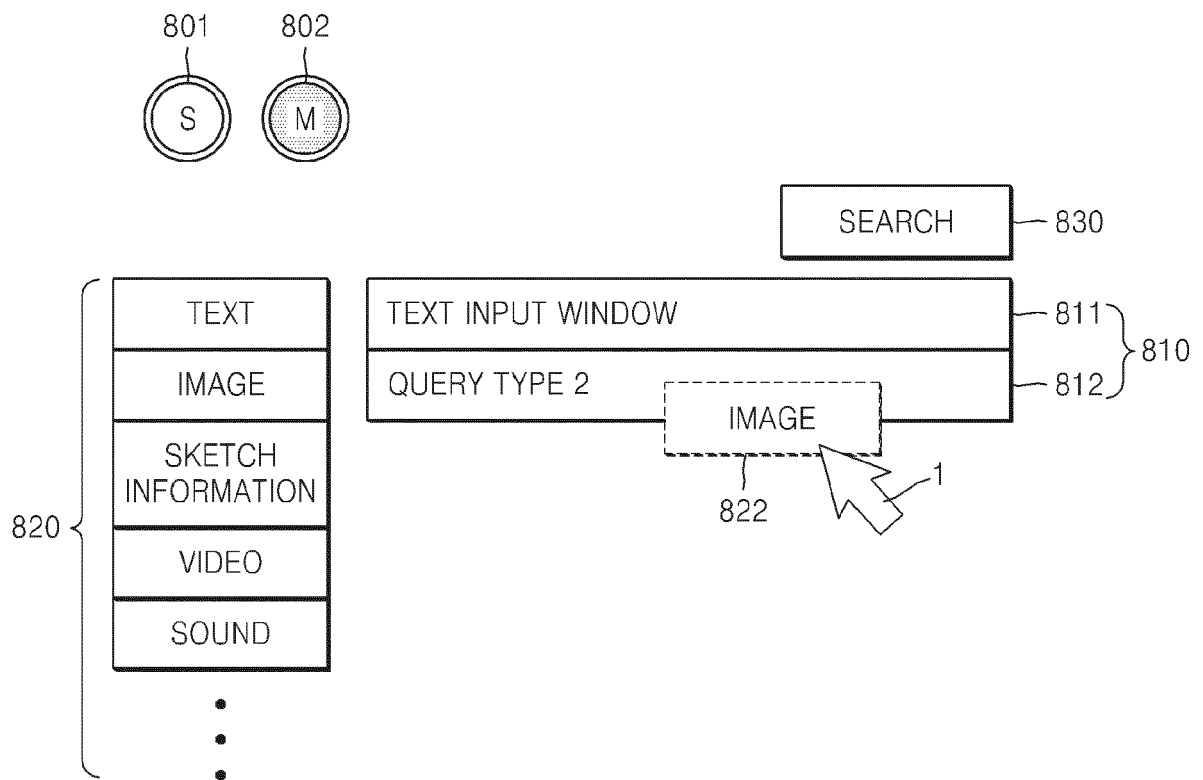 801 802
S M
SEARCH 830
TEXT TEXT INPUT WINDOW 811
810
IMAGE QUERY TYPE 2 812
IMAGE
SKETCH
INFORMATION
1
822
820
VIDEO
SOUND